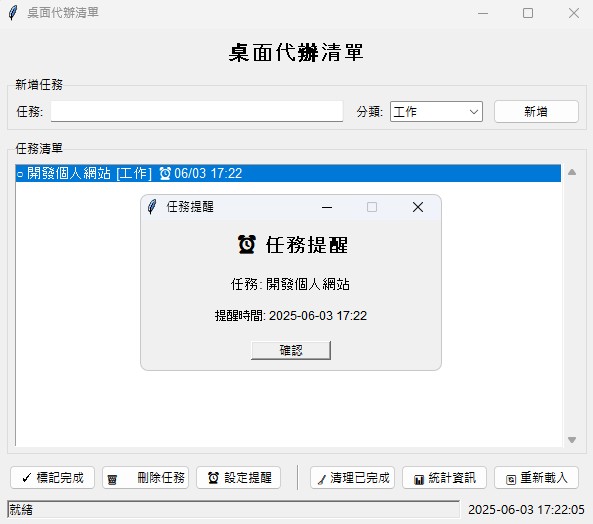 桌面代辦清單
桌面代辦清單
新增任務
任務:
分類: 工作 新增
任務清單
○ 開發個人網站 [工作] ⏰ 06/03 17:22
任務提醒
⏰ 任務提醒
任務: 開發個人網站
提醒時間: 2025-06-03 17:22
確認
✓ 標記完成 🗑 刪除任務 ⏰ 設定提醒 🧹 清理已完成 📊 統計資訊 🔄 重新載入
就緒 2025-06-03 17:22:05